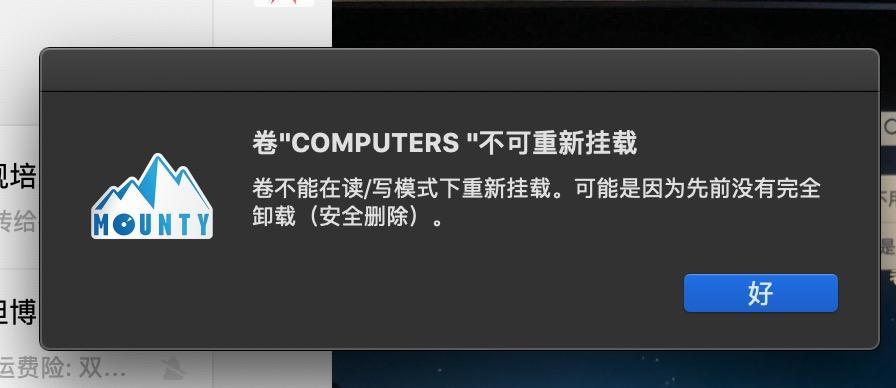 卷"COMPUTERS "不可重新挂载
卷不能在读/写模式下重新挂载。可能是因为先前没有完全
卸载（安全删除）。
MOUNTY
好
培
传给
旦博
运费险: 双...